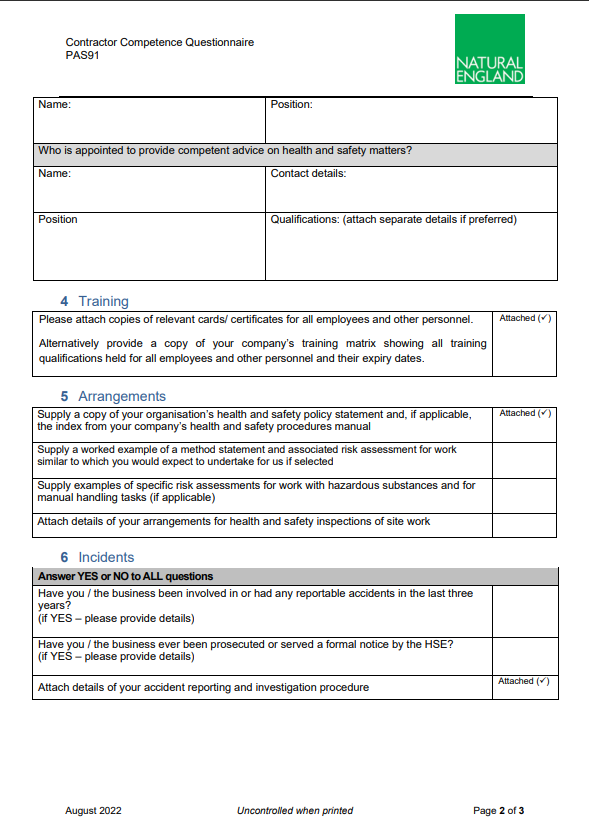 Contractor Competence Questionnaire
PAS91
NATURAL
ENGLAND
Name:
Position:
Who is appointed to provide competent advice on health and safety matters?
Name:
Contact details:
Position
Qualifications: (attach separate details if preferred)
4 Training
Please attach copies of relevant cards/ certificates for all employees and other personnel.
Attached (✓)
Alternatively provide a copy of your company's training matrix showing all training
qualifications held for all employees and other personnel and their expiry dates.
5 Arrangements
Supply a copy of your organisation's health and safety policy statement and, if applicable,
the index from your company's health and safety procedures manual
Attached (✓)
Supply a worked example of a method statement and associated risk assessment for work
similar to which you would expect to undertake for us if selected
Supply examples of specific risk assessments for work with hazardous substances and for
manual handling tasks (if applicable)
Attach details of your arrangements for health and safety inspections of site work
6 Incidents
Answer YES or NO to ALL questions
Have you / the business been involved in or had any reportable accidents in the last three
years?
(if YES – please provide details)
Have you / the business ever been prosecuted or served a formal notice by the HSE?
(if YES – please provide details)
Attach details of your accident reporting and investigation procedure
Attached (✓)
August 2022
Uncontrolled when printed
Page 2 of 3